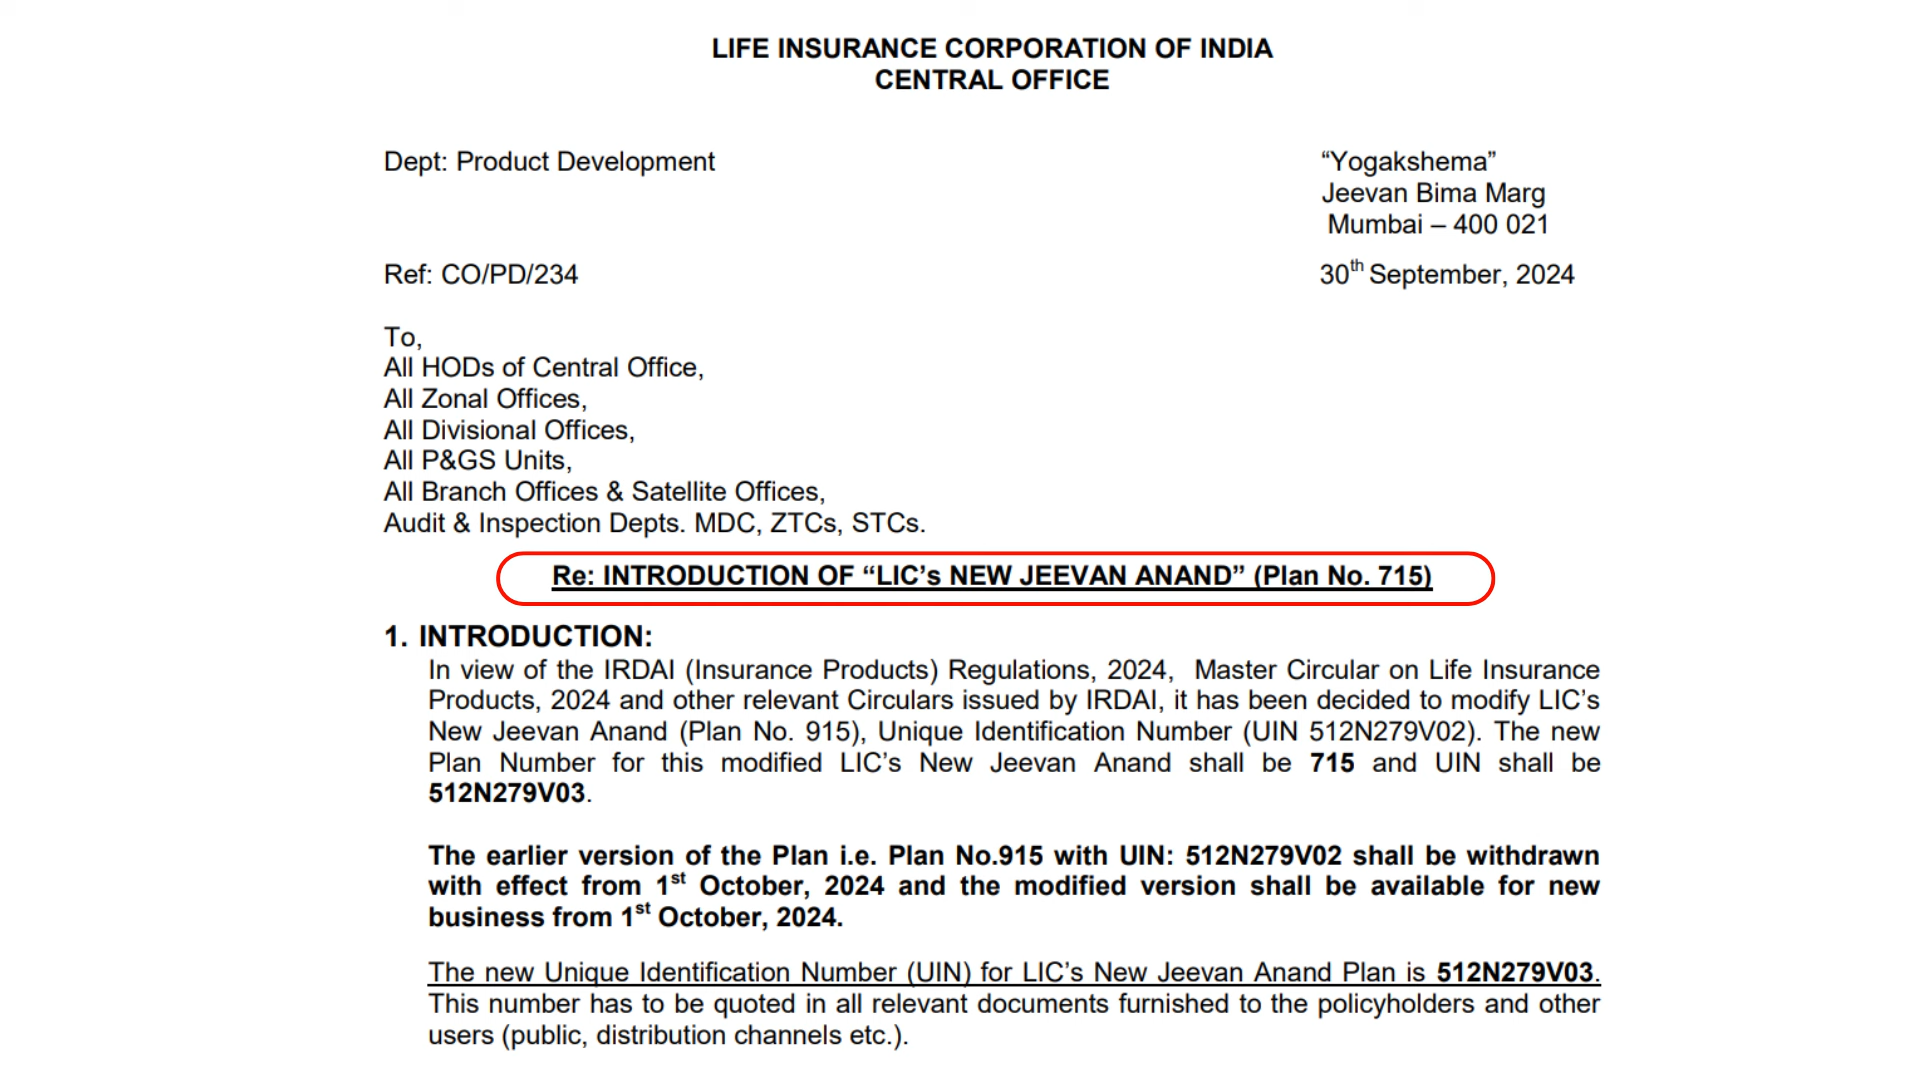 LIFE INSURANCE CORPORATION OF INDIA
CENTRAL OFFICE
Dept: Product Development
“Yogakshema”
Jeevan Bima Marg
Mumbai – 400 021
Ref: CO/PD/234
30th September, 2024
To,
All HODs of Central Office,
All Zonal Offices,
All Divisional Offices,
All P&GS Units,
All Branch Offices & Satellite Offices,
Audit & Inspection Depts. MDC, ZTCs, STCs.
Re: INTRODUCTION OF “LIC’s NEW JEEVAN ANAND” (Plan No. 715)
1. INTRODUCTION:
In view of the IRDAI (Insurance Products) Regulations, 2024, Master Circular on Life Insurance
Products, 2024 and other relevant Circulars issued by IRDAI, it has been decided to modify LIC’s
New Jeevan Anand (Plan No. 915), Unique Identification Number (UIN 512N279V02). The new
Plan Number for this modified LIC’s New Jeevan Anand shall be 715 and UIN shall be
512N279V03.
The earlier version of the Plan i.e. Plan No.915 with UIN: 512N279V02 shall be withdrawn
with effect from 1st October, 2024 and the modified version shall be available for new
business from 1st October, 2024.
The new Unique Identification Number (UIN) for LIC’s New Jeevan Anand Plan is 512N279V03.
This number has to be quoted in all relevant documents furnished to the policyholders and other
users (public, distribution channels etc.).